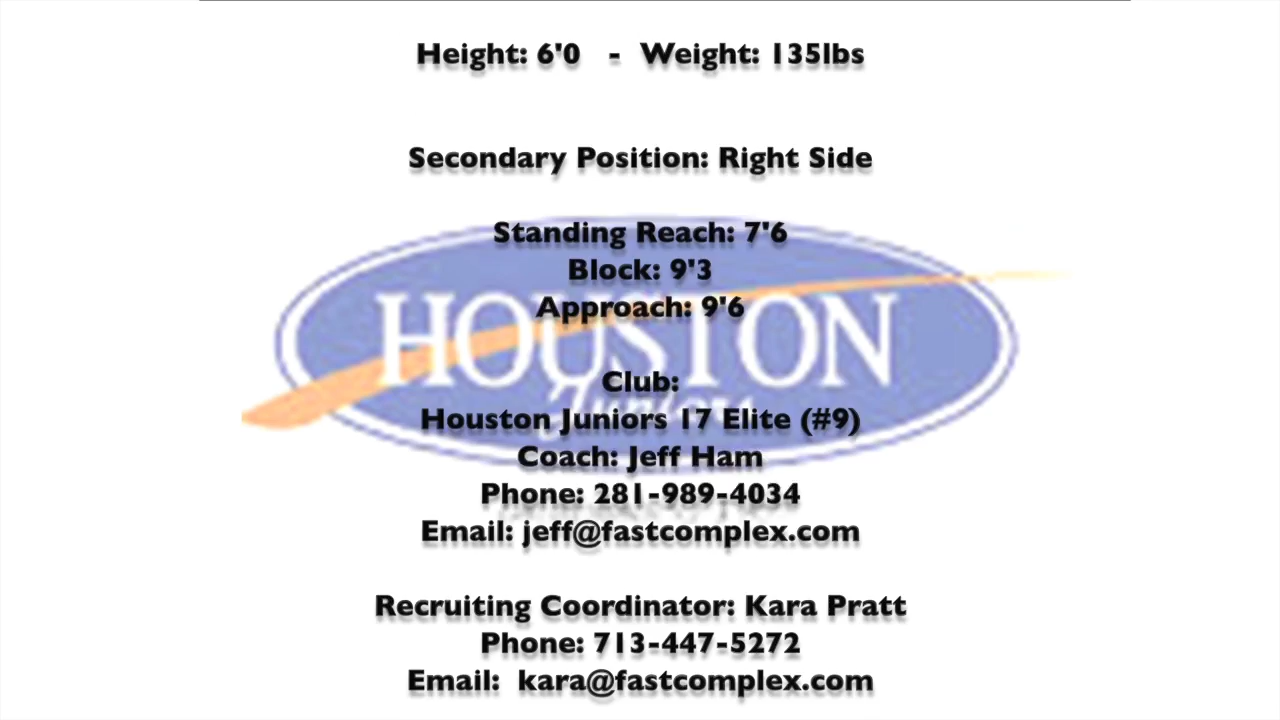 Height: 6'0 - Weight: 135lbs
Secondary Position: Right Side
Standing Reach: 7'6
Block: 9'3
Approach: 9'6
HOUSTON
Juniors
Club:
Houston Juniors 17 Elite (#9)
Coach: Jeff Ham
Phone: 281-989-4034
Email: jeff@fastcomplex.com
Recruiting Coordinator: Kara Pratt
Phone: 713-447-5272
Email: kara@fastcomplex.com